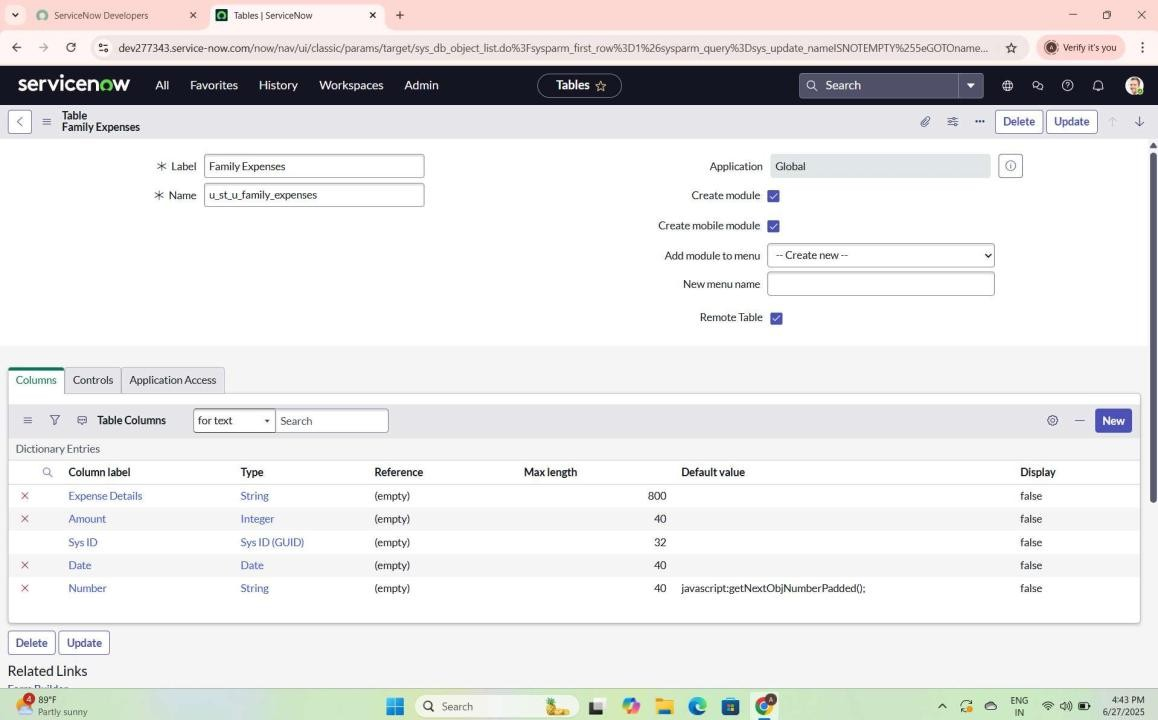 ServiceNow Developers
Tables | ServiceNow
dev277343.service-now.com/now/nav/ui/classic/params/target/sys_db_object_list.do%3Fsysparm_first_row%3D1%26sysparm_query%3Dsys_update_nameISNOTEMPTY%255eGOTOname...
Verify it's you
servicenow All Favorites History Workspaces Admin Tables Search
Table
Family Expenses
Delete Update
Label Family Expenses
Name u_st_u_family_expenses
Application Global
Create module
Create mobile module
Add module to menu -- Create new --
New menu name
Remote Table
Columns Controls Application Access
Table Columns for text Search New
Dictionary Entries
Column label Type Reference Max length Default value Display
Expense Details String (empty) 800 false
Amount Integer (empty) 40 false
Sys ID Sys ID (GUID) (empty) 32 false
Date Date (empty) 40 false
Number String (empty) 40 javascript:getNextObjNumberPadded(); false
Delete Update
Related Links
Form Builder
4 89°F
Partly sunny
Search
ENG
IN
4:43 PM
6/27/2025